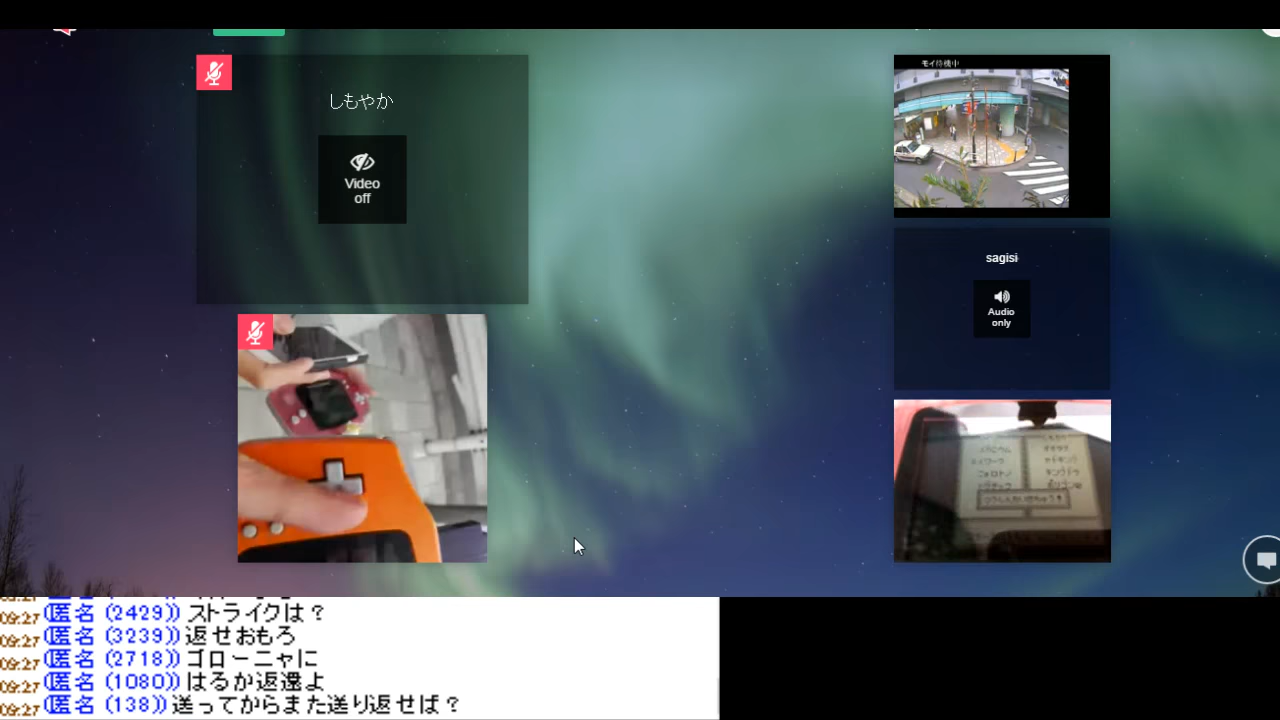 しもやか
Video
off
モイ待機中
sagisi
Audio
only
09:27 (匿名 (2429)) ストライクは？
09:27 (匿名 (3239)) 返せおもろ
09:27 (匿名 (2718)) ゴローニャに
09:27 (匿名 (1080)) はるか返還よ
09:27 (匿名 (138)) 送ってからまた送り返せば？